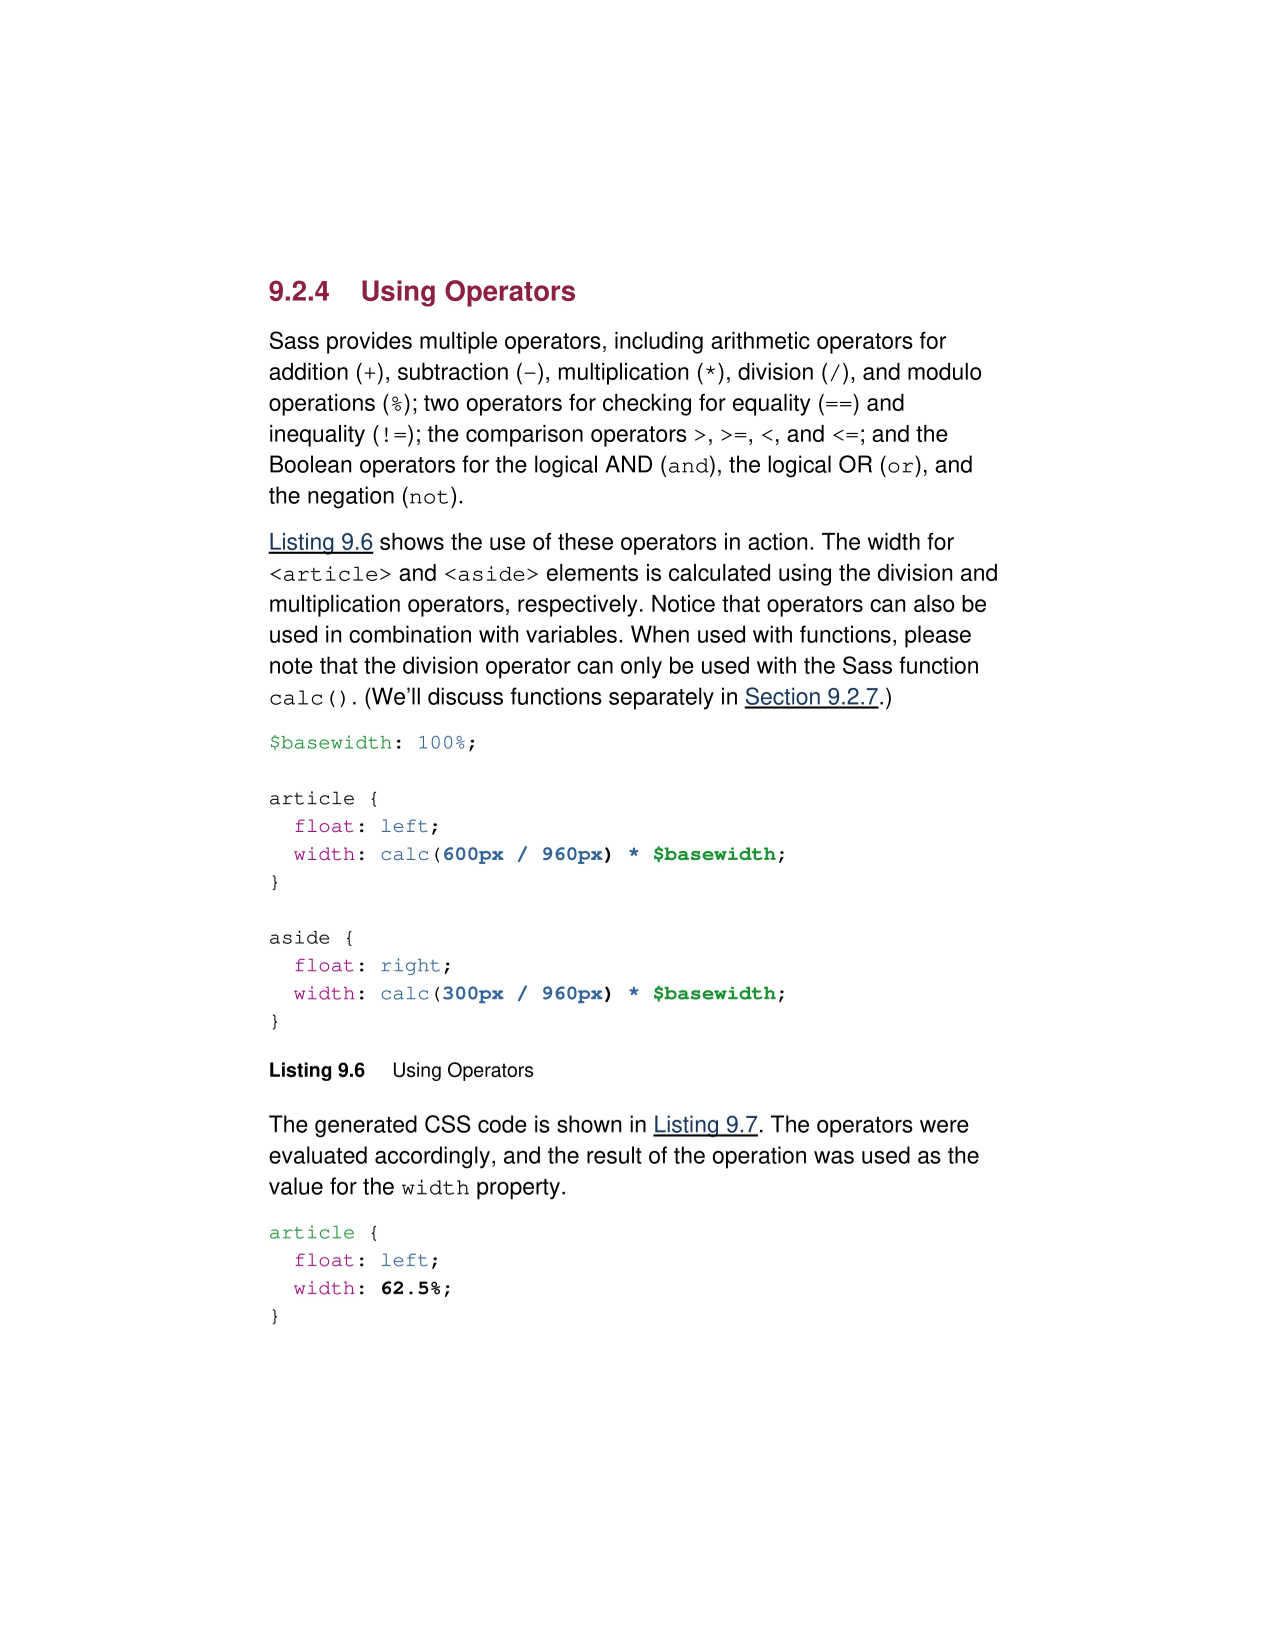 9.2.4 Using Operators
Sass provides multiple operators, including arithmetic operators for
addition (+), subtraction (-), multiplication (*), division (/), and modulo
operations (%); two operators for checking for equality (==) and
inequality (!=); the comparison operators >, >=, <, and <=; and the
Boolean operators for the logical AND (and), the logical OR (or), and
the negation (not).
Listing 9.6 shows the use of these operators in action. The width for
<article> and <aside> elements is calculated using the division and
multiplication operators, respectively. Notice that operators can also be
used in combination with variables. When used with functions, please
note that the division operator can only be used with the Sass function
calc(). (We’ll discuss functions separately in Section 9.2.7.)
$basewidth: 100%;
article {
  float: left;
  width: calc(600px / 960px) * $basewidth;
}
aside {
  float: right;
  width: calc(300px / 960px) * $basewidth;
}
Listing 9.6 Using Operators
The generated CSS code is shown in Listing 9.7. The operators were
evaluated accordingly, and the result of the operation was used as the
value for the width property.
article {
  float: left;
  width: 62.5%;
}